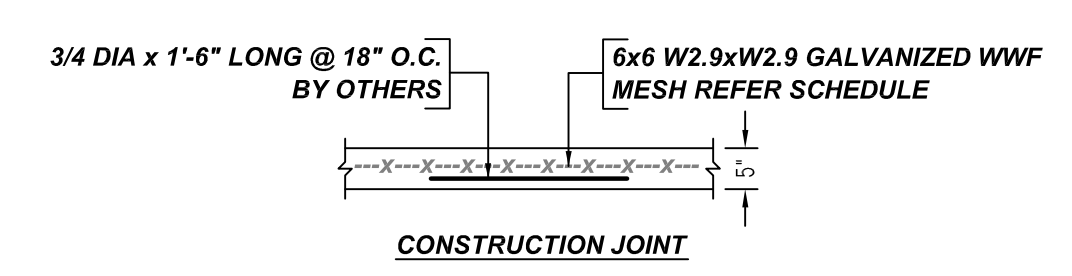 3/4 DIA x 1'-6" LONG @ 18" O.C.
BY OTHERS
6x6 W2.9xW2.9 GALVANIZED WWF
MESH REFER SCHEDULE
---X---X---X---X---X---X---X---X---
5"
CONSTRUCTION JOINT